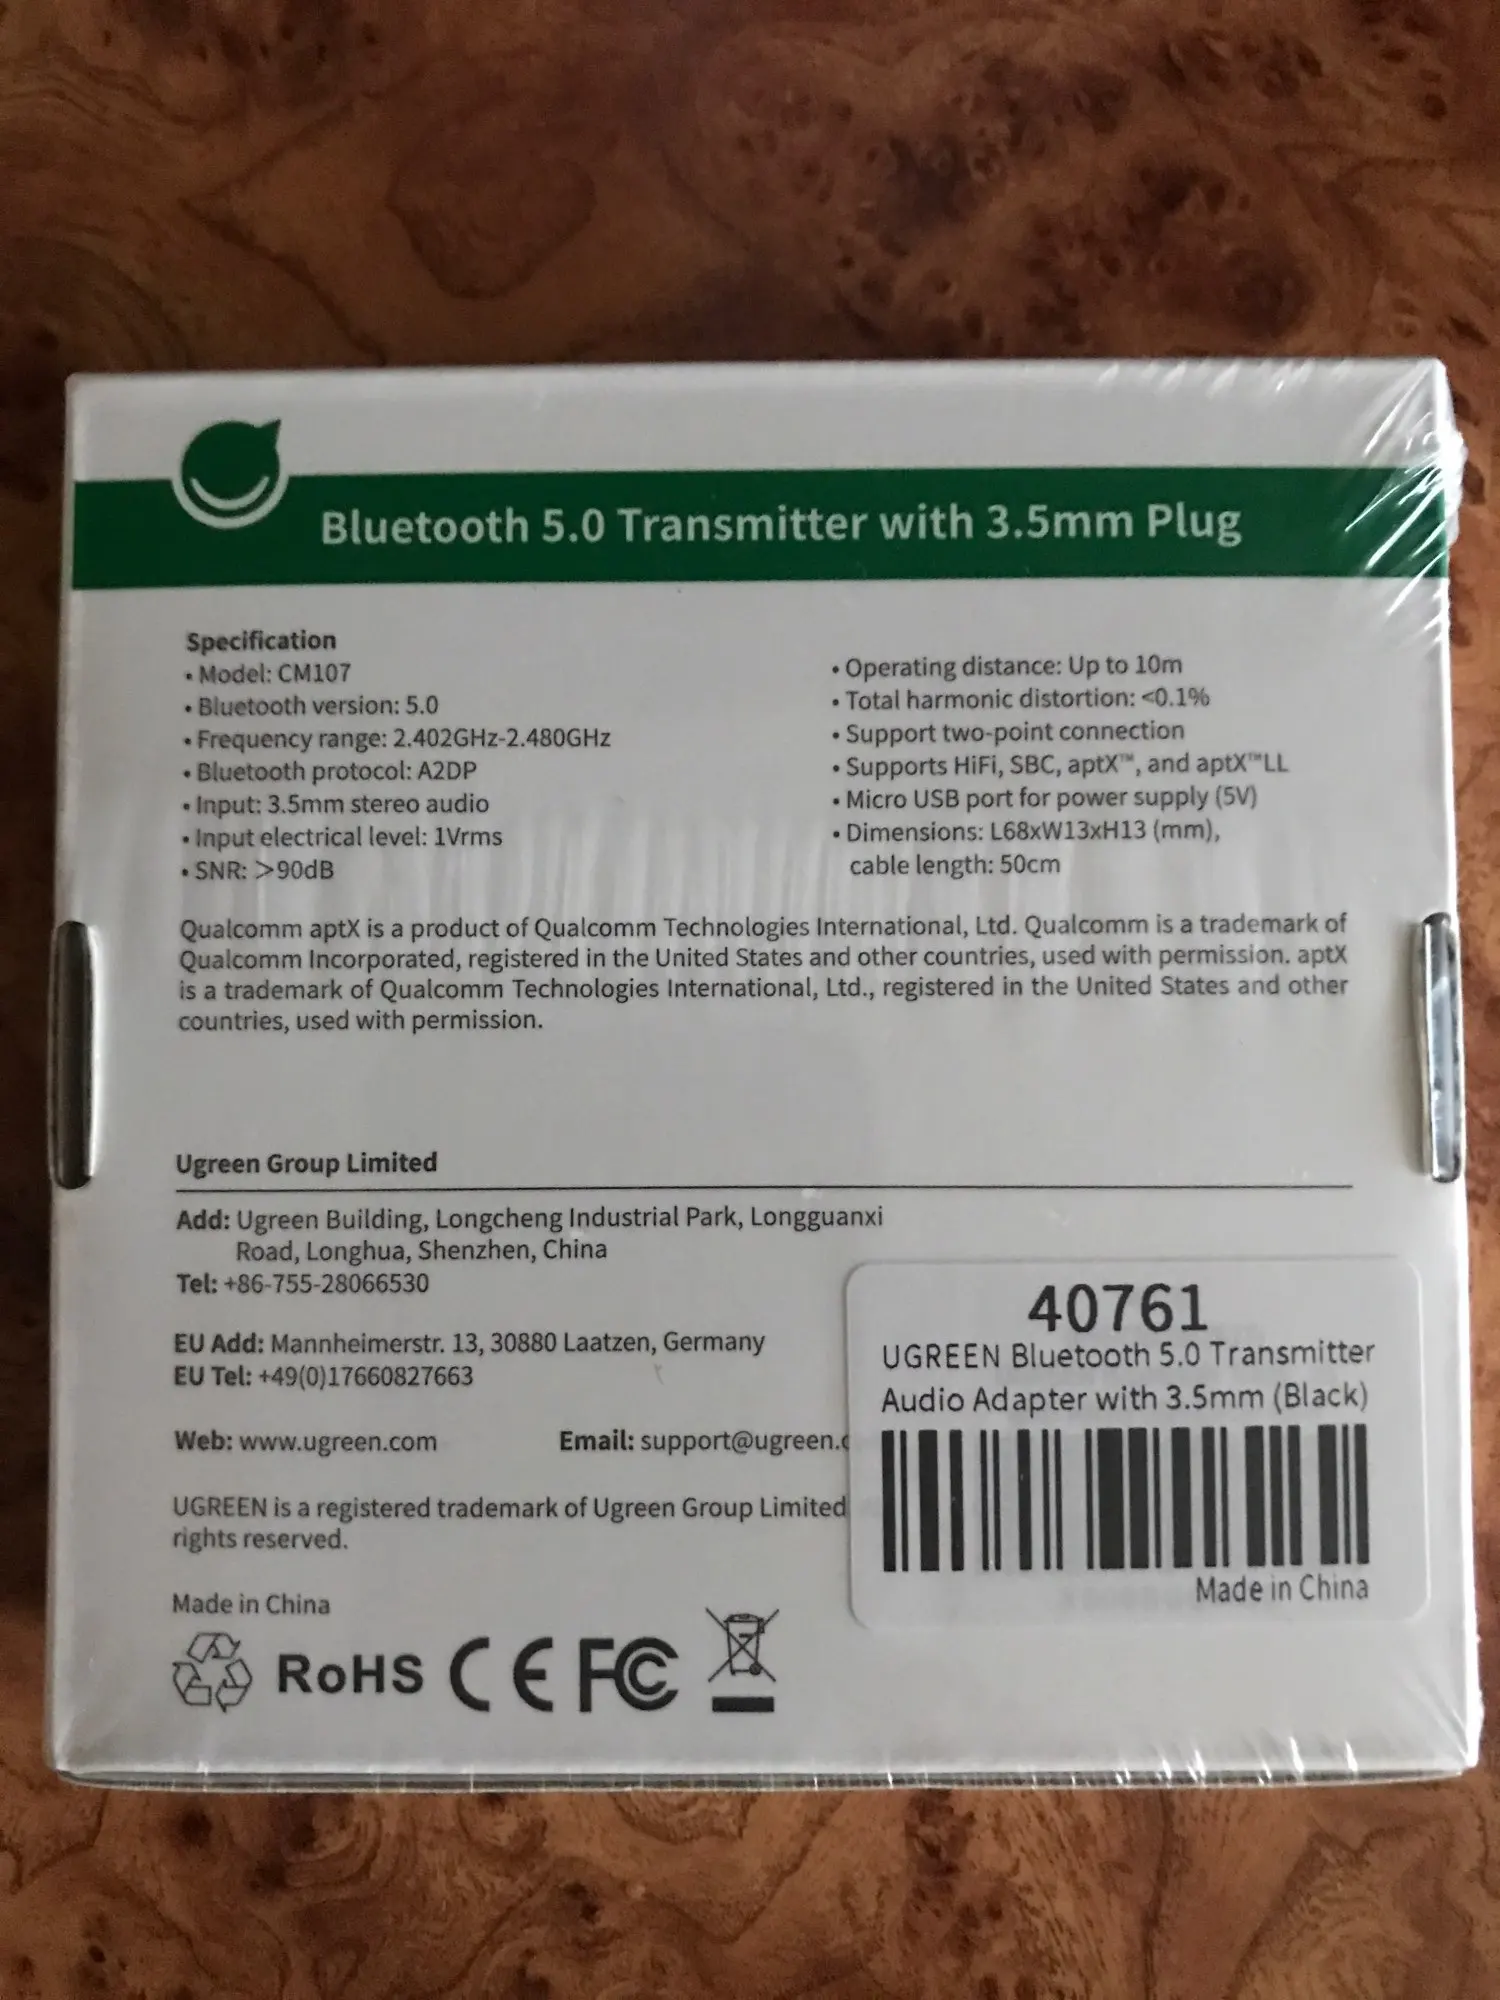 Bluetooth 5.0 Transmitter with 3.5mm Plug
Specification
• Model: CM107
• Bluetooth version: 5.0
• Frequency range: 2.402GHz-2.480GHz
• Bluetooth protocol: A2DP
• Input: 3.5mm stereo audio
• Input electrical level: 1Vrms
• SNR: >90dB
• Operating distance: Up to 10m
• Total harmonic distortion: <0.1%
• Support two-point connection
• Supports HiFi, SBC, aptX™, and aptX™LL
• Micro USB port for power supply (5V)
• Dimensions: L68xW13xH13 (mm),
cable length: 50cm
Qualcomm aptX is a product of Qualcomm Technologies International, Ltd. Qualcomm is a trademark of
Qualcomm Incorporated, registered in the United States and other countries, used with permission. aptX
is a trademark of Qualcomm Technologies International, Ltd., registered in the United States and other
countries, used with permission.
Ugreen Group Limited
Add: Ugreen Building, Longcheng Industrial Park, Longguanxi
Road, Longhua, Shenzhen, China
Tel: +86-755-28066530
EU Add: Mannheimerstr. 13, 30880 Laatzen, Germany
EU Tel: +49(0)17660827663
Web: www.ugreen.com Email: support@ugreen.c
UGREEN is a registered trademark of Ugreen Group Limited
rights reserved.
Made in China
RoHS CE FC
40761
UGREEN Bluetooth 5.0 Transmitter
Audio Adapter with 3.5mm (Black)
Made in China